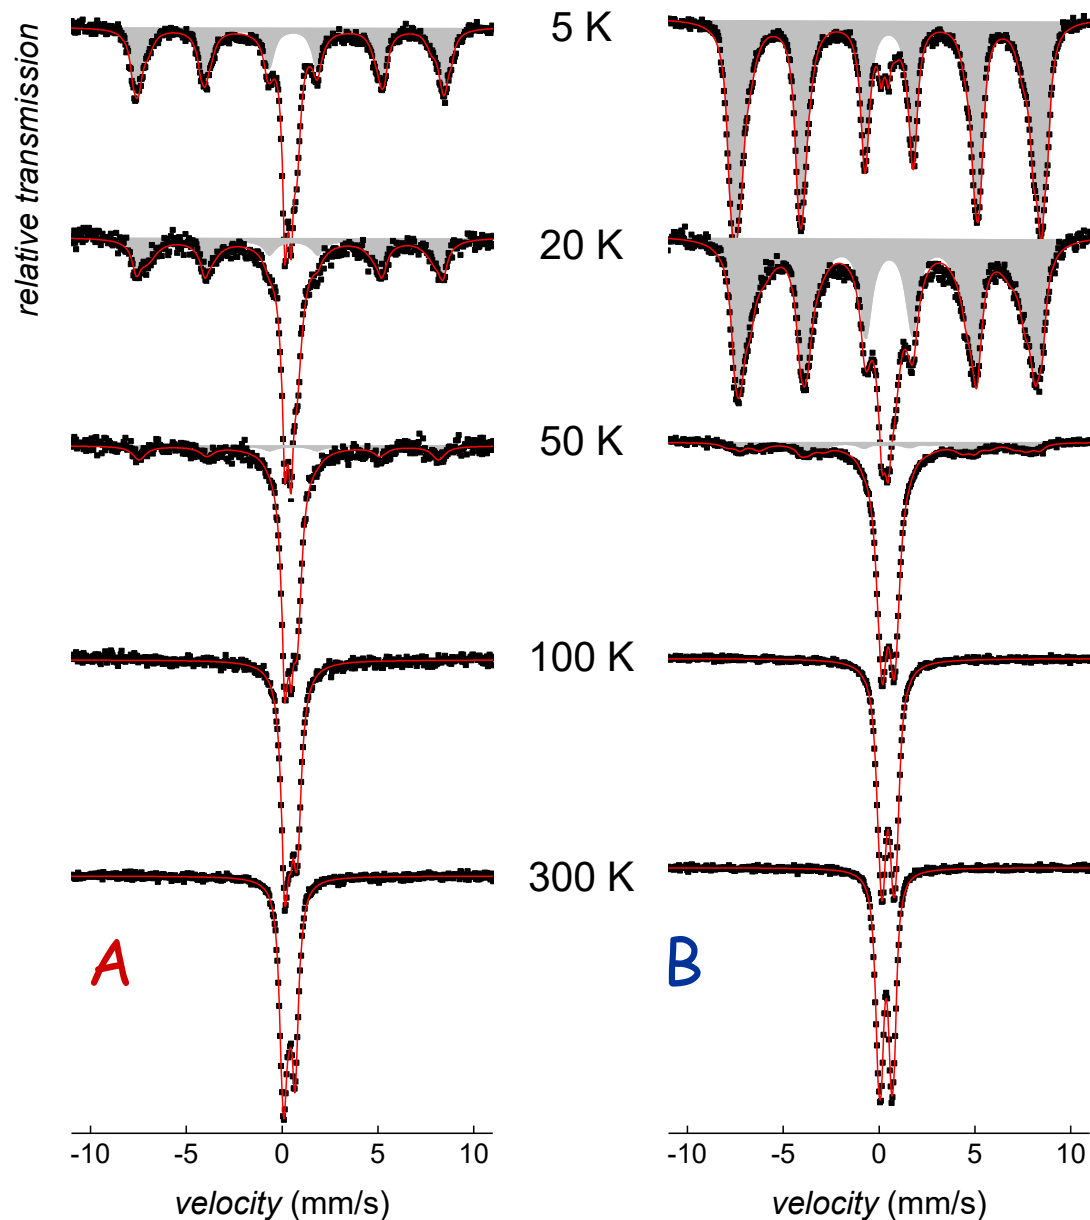 relative transmission
5 K
20 K
50 K
100 K
300 K
A
B
-10 -5 0 5 10
-10 -5 0 5 10
velocity (mm/s)
velocity (mm/s)